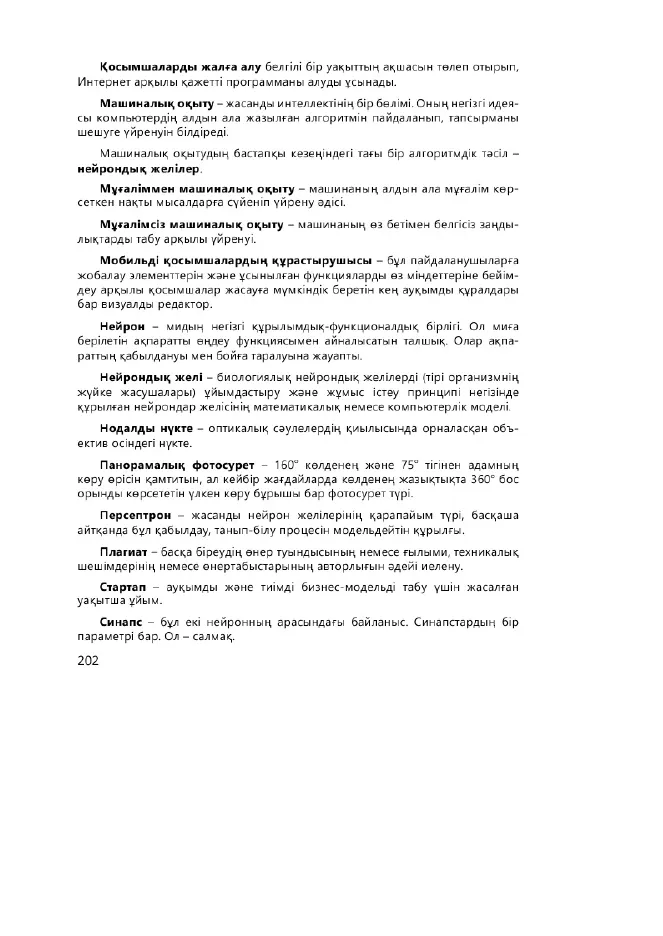 Қосымшаларды жалға алу белгілі бір уақыттың ақшасын төлеп отырып,
Интернет арқылы қажетті программаны алуды ұсынады.
Машиналық оқыту – жасанды интеллектінің бір бөлімі. Оның негізгі идея-
сы компьютердің алдын ала жазылған алгоритмін пайдаланып, тапсырманы
шешуге үйренуін білдіреді.
Машиналық оқытудың бастапқы кезеңіндегі тағы бір алгоритмдік тәсіл –
нейрондық желілер.
Мұғаліммен машиналық оқыту – машинаның алдын ала мұғалім көр-
сеткен нақты мысалдарға сүйеніп үйрену әдісі.
Мұғалімсіз машиналық оқыту – машинаның өз бетімен белгісіз заңды-
лықтарды табу арқылы үйренуі.
Мобильді қосымшалардың құрастырушысы – бұл пайдаланушыларға
жобалау элементтерін және ұсынылған функцияларды өз міндеттеріне бейім-
деу арқылы қосымшалар жасауға мүмкіндік беретін кең ауқымды құралдары
бар визуалды редактор.
Нейрон – мидың негізгі құрылымдық-функционалдық бірлігі. Ол миға
берілетін ақпаратты өңдеу функциясымен айналысатын талшық. Олар ақпа-
раттың қабылдануы мен бойға таралуына жауапты.
Нейрондық желі – биологиялық нейрондық желілерді (тірі организмнің
жүйке жасушалары) ұйымдастыру және жұмыс істеу принципі негізінде
құрылған нейрондар желісінің математикалық немесе компьютерлік моделі.
Нодалды нүкте – оптикалық сәулелердің қиылысында орналасқан объ-
ектив осіндегі нүкте.
Панорамалық фотосурет – 160° көлденең және 75° тігінен адамның
көру өрісін қамтитын, ал кейбір жағдайларда көлденең жазықтықта 360° бос
орынды көрсететін үлкен көру бұрышы бар фотосурет түрі.
Персептрон – жасанды нейрон желілерінің қарапайым түрі, басқаша
айтқанда бұл қабылдау, танып-білу процесін модельдейтін құрылғы.
Плагиат – басқа біреудің өнер туындысының немесе ғылыми, техникалық
шешімдерінің немесе өнертабыстарының авторлығын әдейі иелену.
Стартап – ауқымды және тиімді бизнес-модельді табу үшін жасалған
уақытша ұйым.
Синапс – бұл екі нейронның арасындағы байланыс. Синапстардың бір
параметрі бар. Ол – салмақ.
202